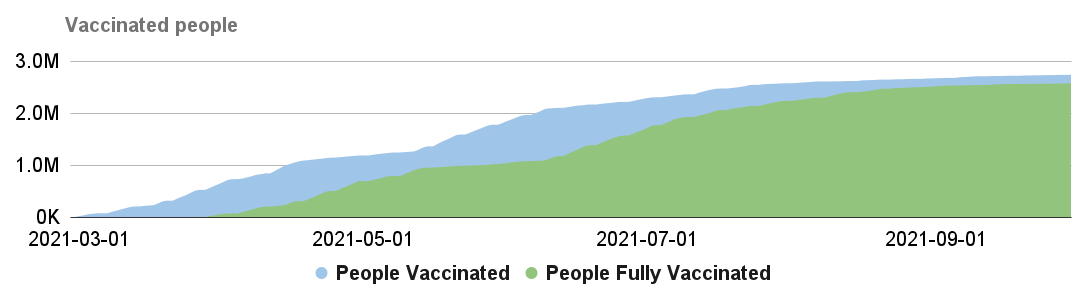 Vaccinated people
3.0M
2.0M
1.0M
0K
2021-03-01 2021-05-01 2021-07-01 2021-09-01
People Vaccinated People Fully Vaccinated